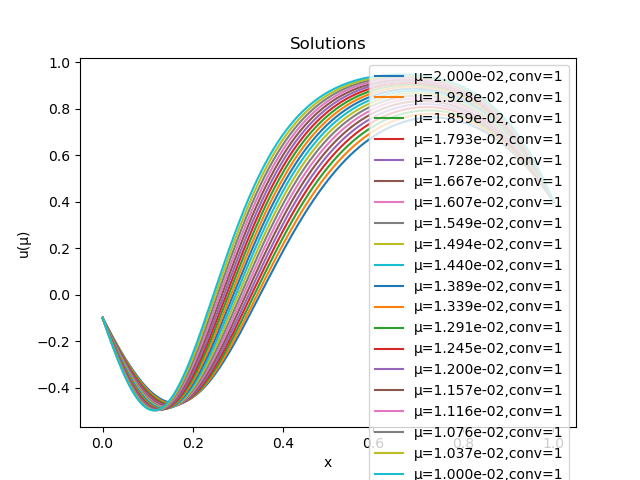 Solutions
1.0
0.8
0.6
0.4
0.2
0.0
−0.2
−0.4
u(μ)
0.0
0.2
0.4
0.6
0.8
1.0
x
μ=2.000e-02,conv=1
μ=1.928e-02,conv=1
μ=1.859e-02,conv=1
μ=1.793e-02,conv=1
μ=1.728e-02,conv=1
μ=1.667e-02,conv=1
μ=1.607e-02,conv=1
μ=1.549e-02,conv=1
μ=1.494e-02,conv=1
μ=1.440e-02,conv=1
μ=1.389e-02,conv=1
μ=1.339e-02,conv=1
μ=1.291e-02,conv=1
μ=1.245e-02,conv=1
μ=1.200e-02,conv=1
μ=1.157e-02,conv=1
μ=1.116e-02,conv=1
μ=1.076e-02,conv=1
μ=1.037e-02,conv=1
μ=1.000e-02,conv=1